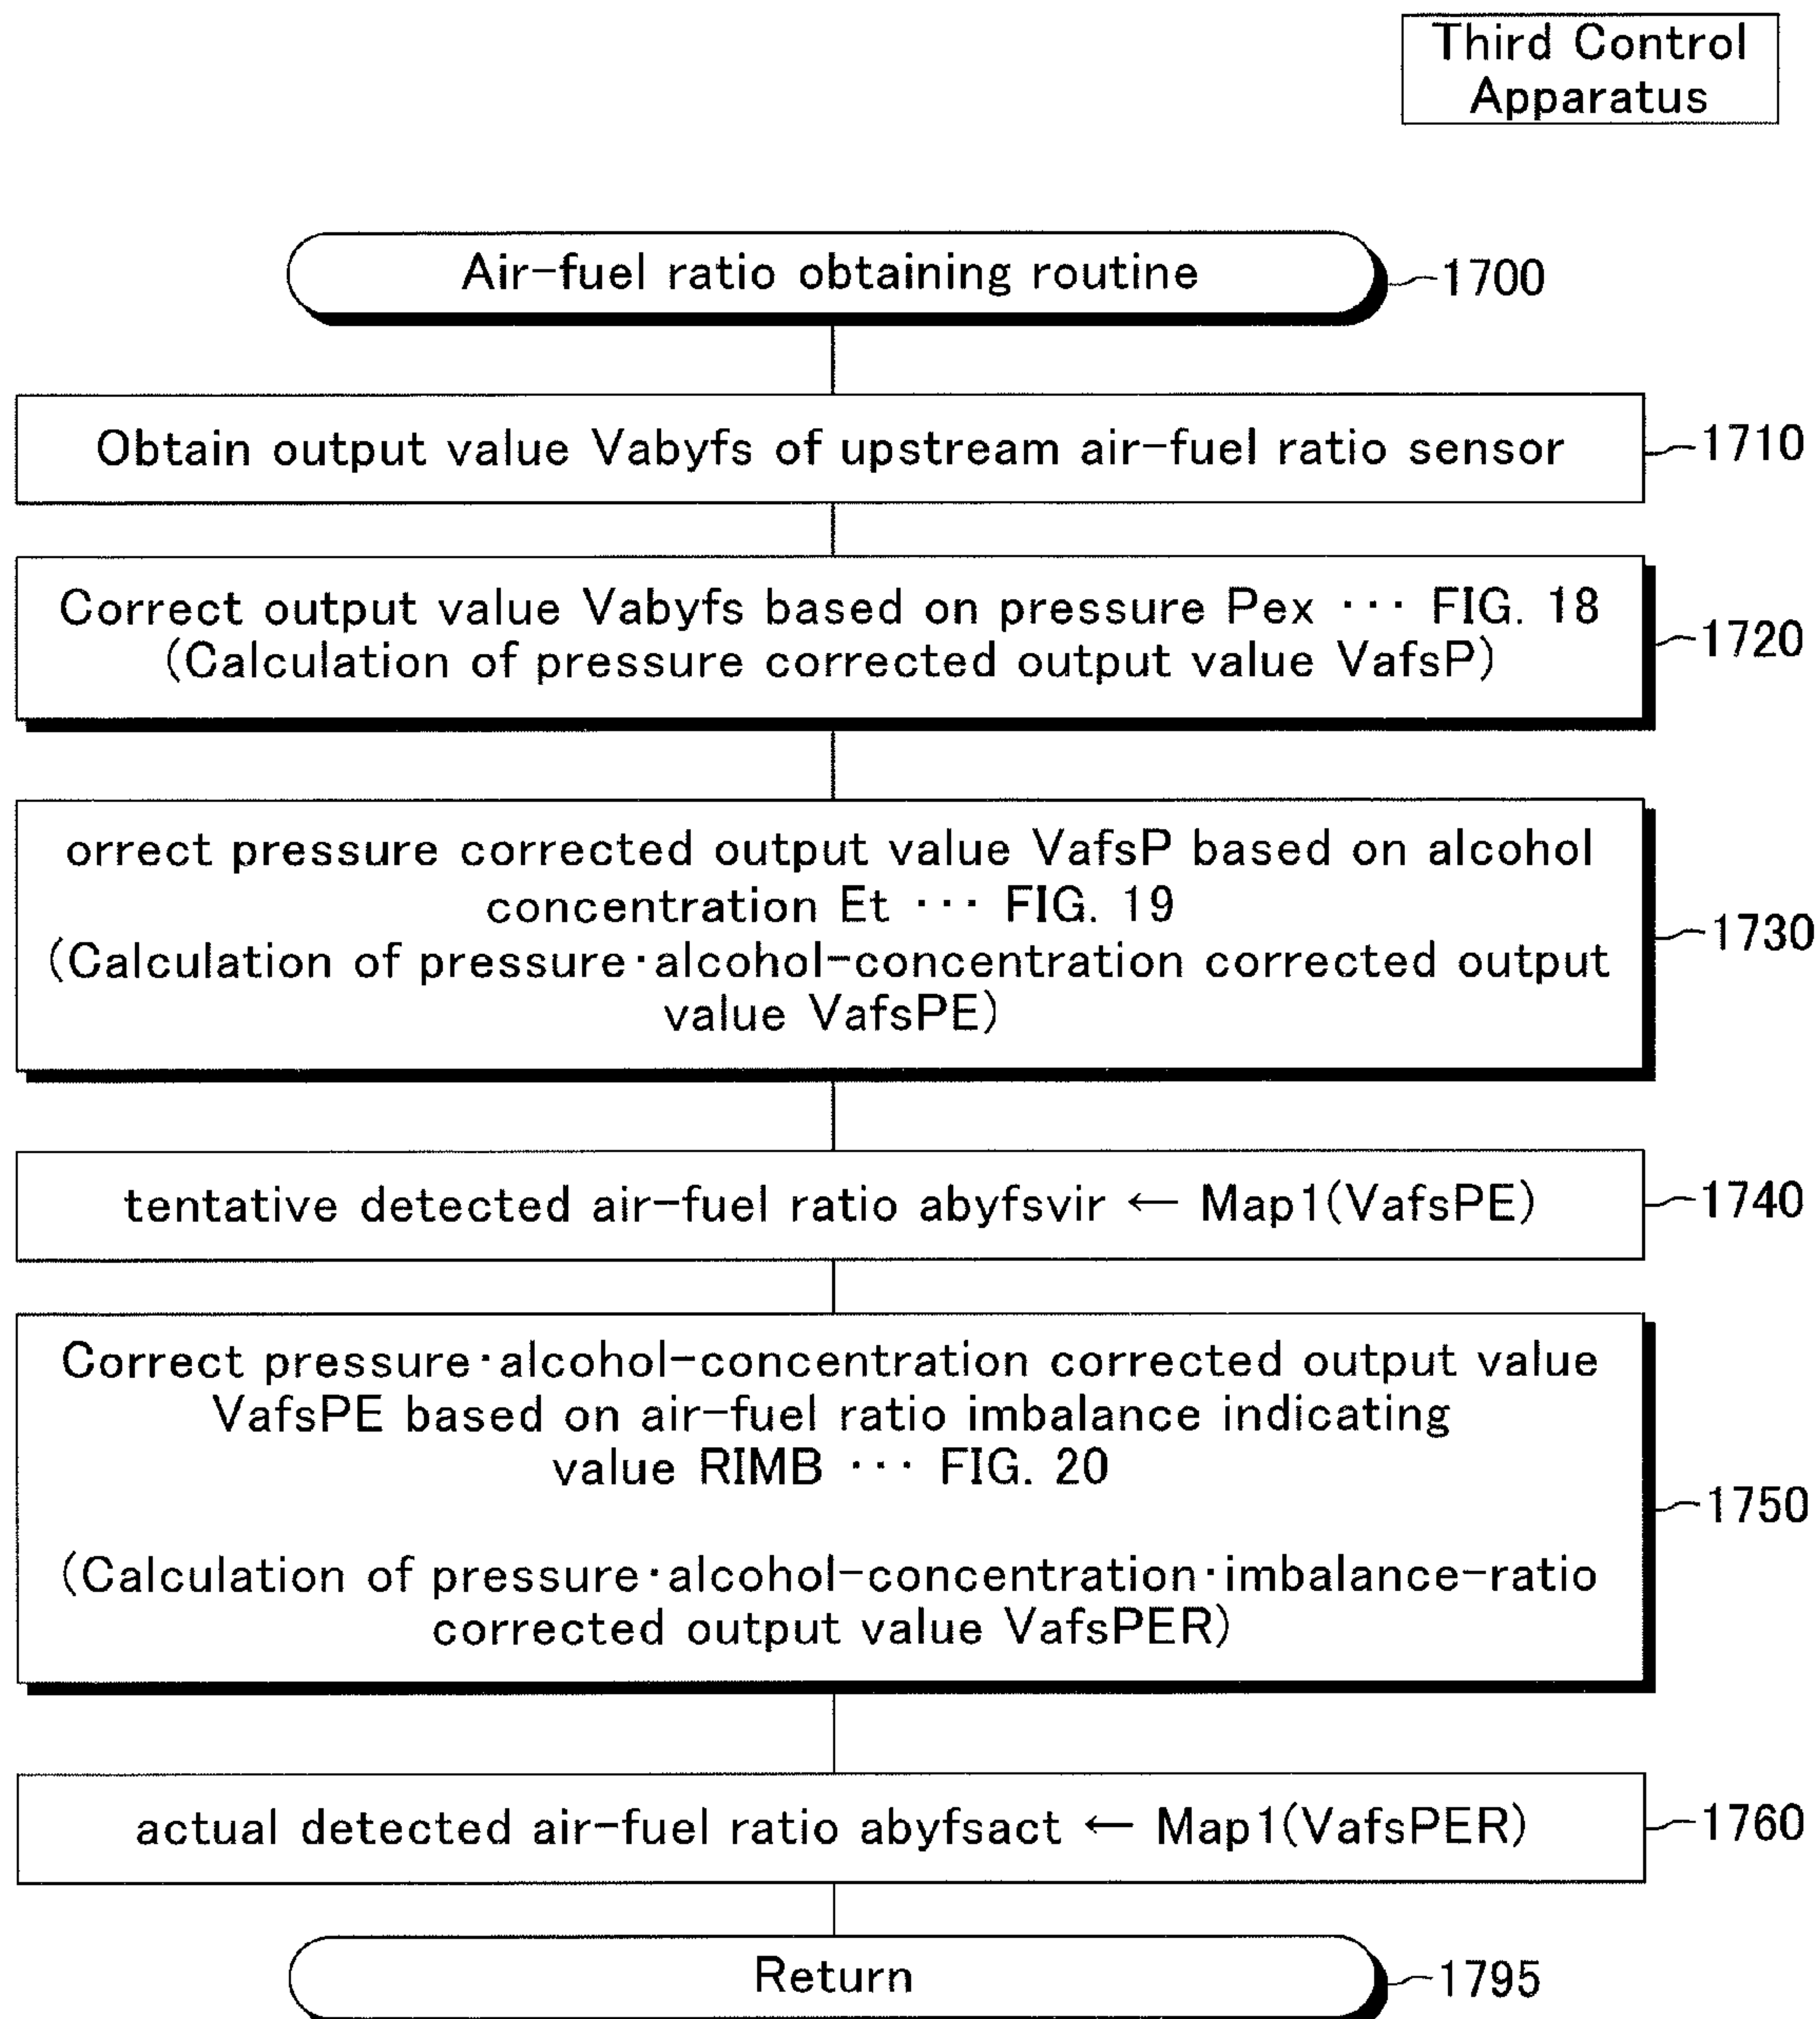 Third Control
Apparatus
Air-fuel ratio obtaining routine
1700
Obtain output value Vabyfs of upstream air-fuel ratio sensor
1710
Correct output value Vabyfs based on pressure Pex ··· FIG. 18
(Calculation of pressure corrected output value VafsP)
1720
orrect pressure corrected output value VafsP based on alcohol
concentration Et ··· FIG. 19
(Calculation of pressure·alcohol-concentration corrected output
value VafsPE)
1730
tentative detected air-fuel ratio abyfsvir ← Map1(VafsPE)
1740
Correct pressure·alcohol-concentration corrected output value
VafsPE based on air-fuel ratio imbalance indicating
value RIMB ··· FIG. 20
(Calculation of pressure·alcohol-concentration·imbalance-ratio
corrected output value VafsPER)
1750
actual detected air-fuel ratio abyfsact ← Map1(VafsPER)
1760
Return
1795